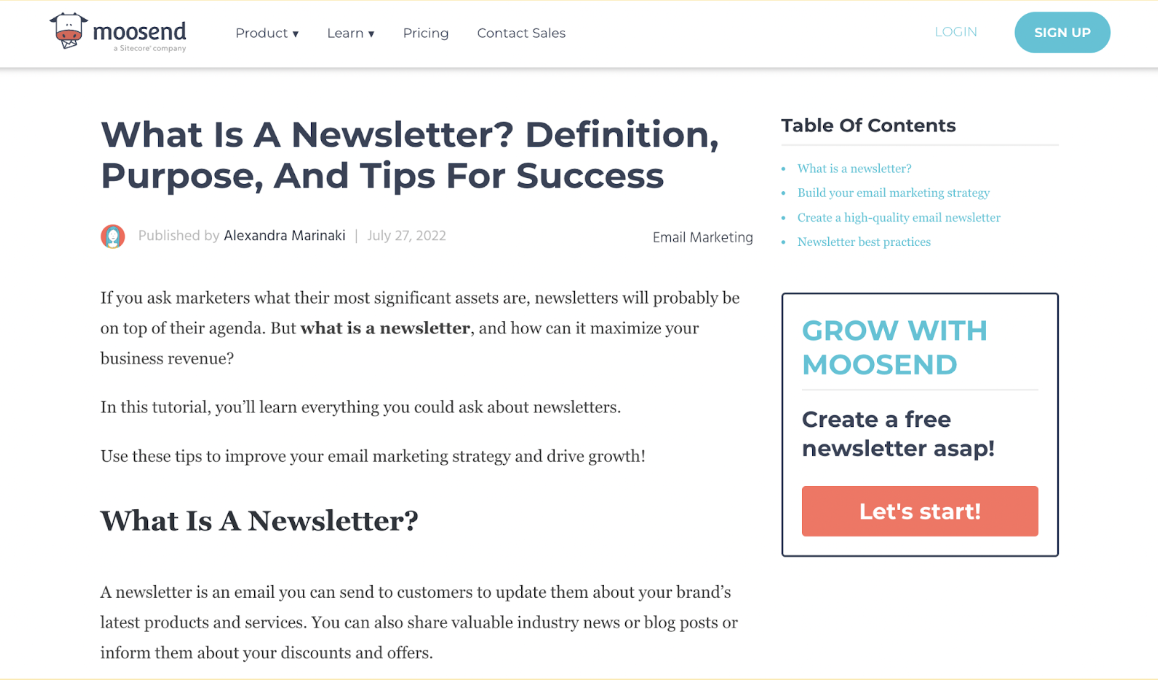 moosend
a Sitecore company
Product ▾
Learn ▾
Pricing
Contact Sales
LOGIN
SIGN UP
What Is A Newsletter? Definition,
Purpose, And Tips For Success
Published by Alexandra Marinaki | July 27, 2022
Email Marketing
If you ask marketers what their most significant assets are, newsletters will probably be
on top of their agenda. But what is a newsletter, and how can it maximize your
business revenue?
In this tutorial, you’ll learn everything you could ask about newsletters.
Use these tips to improve your email marketing strategy and drive growth!
What Is A Newsletter?
A newsletter is an email you can send to customers to update them about your brand’s
latest products and services. You can also share valuable industry news or blog posts or
inform them about your discounts and offers.
Table Of Contents
What is a newsletter?
Build your email marketing strategy
Create a high-quality email newsletter
Newsletter best practices
GROW WITH
MOOSEND
Create a free
newsletter asap!
Let's start!